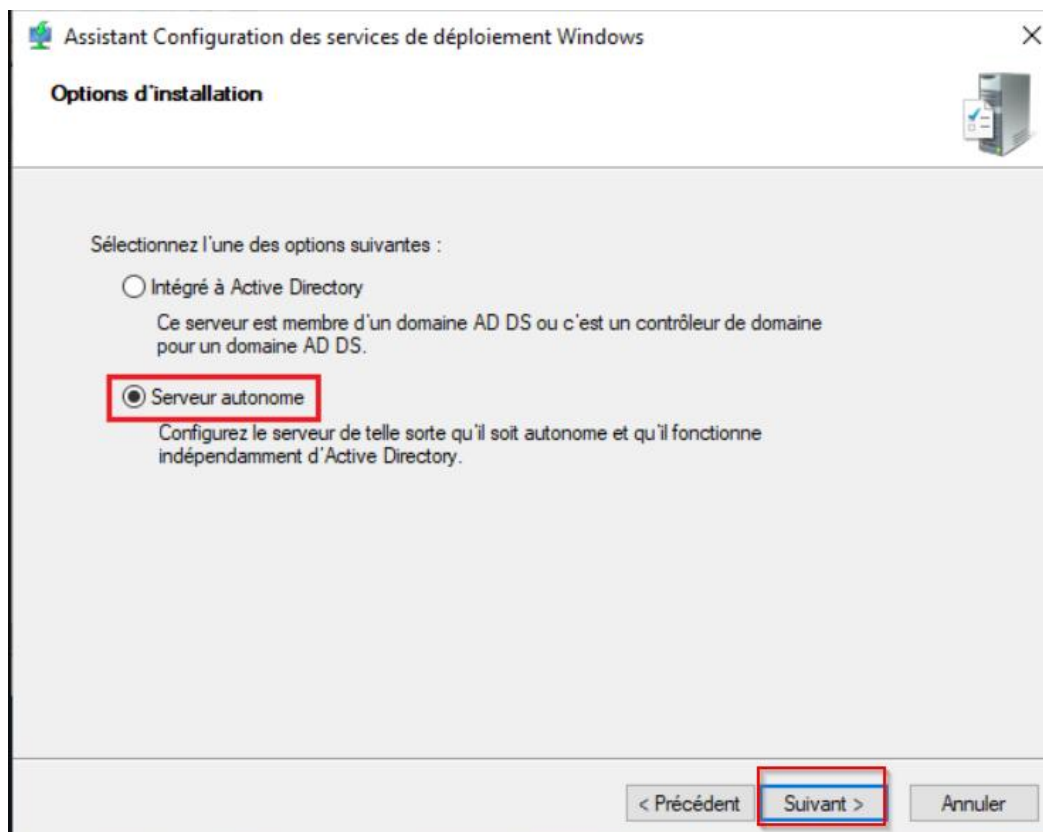 Assistant Configuration des services de déploiement Windows
Options d'installation
Sélectionnez l'une des options suivantes :
Intégré à Active Directory
Ce serveur est membre d'un domaine AD DS ou c'est un contrôleur de domaine
pour un domaine AD DS.
Serveur autonome
Configurez le serveur de telle sorte qu'il soit autonome et qu'il fonctionne
indépendamment d'Active Directory.
< Précédent Suivant > Annuler